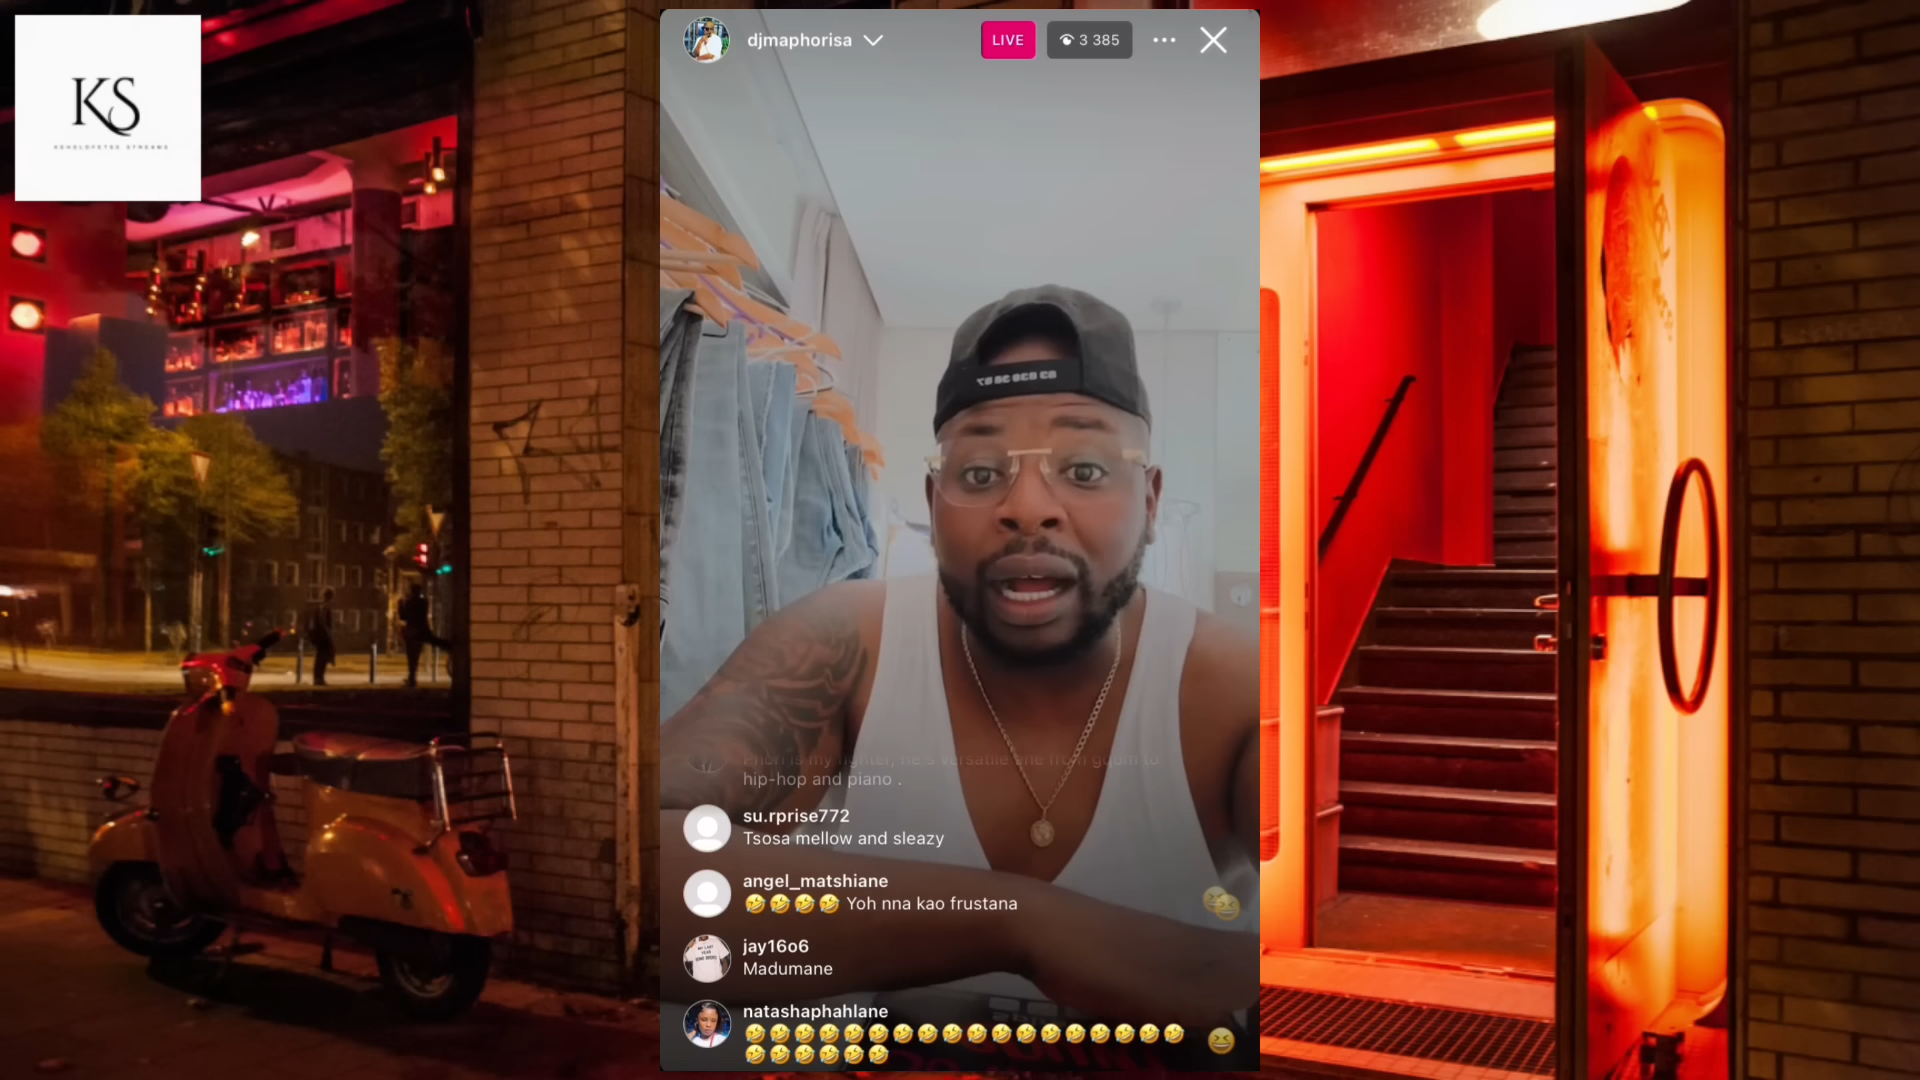 KS
djmaphorisa
LIVE
3 385
hip-hop and piano .
su.rprise772
Tsosa mellow and sleazy
angel_matshiane
🤣🤣🤣🤣 Yoh nna kao frustana
jay16o6
Madumane
natashaphahlane
🤣🤣🤣🤣🤣🤣🤣🤣🤣🤣🤣🤣🤣🤣🤣🤣🤣🤣
🤣🤣🤣🤣🤣🤣